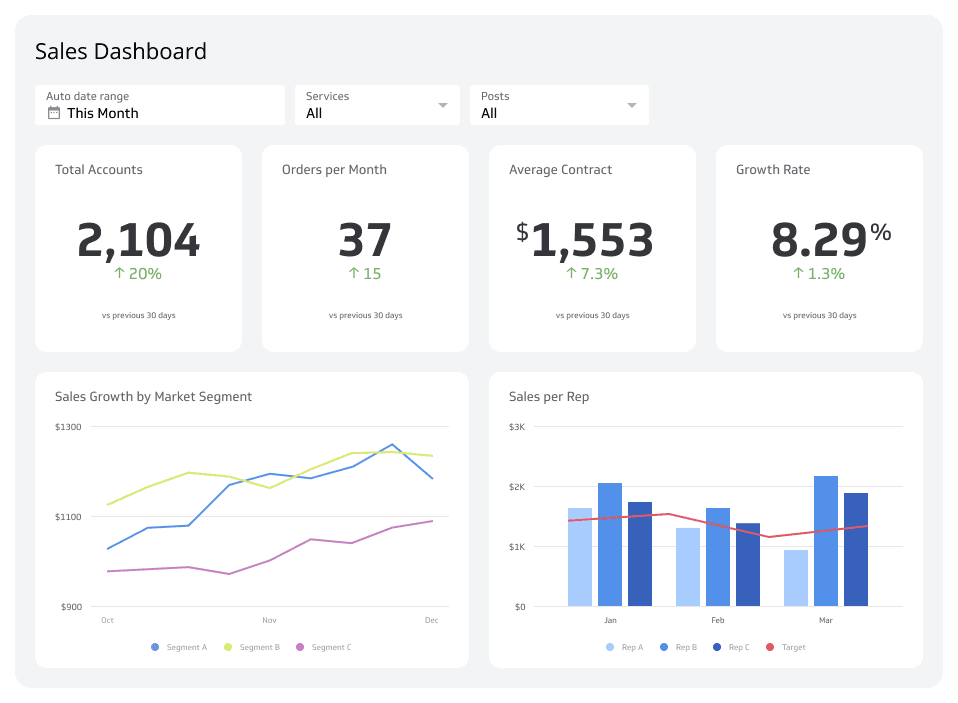 Sales Dashboard
Auto date range
This Month
Services
All
Posts
All
Total Accounts
2,104
↑ 20%
vs previous 30 days
Orders per Month
37
↑ 15
vs previous 30 days
Average Contract
$1,553
↑ 7.3%
vs previous 30 days
Growth Rate
8.29%
↑ 1.3%
vs previous 30 days
Sales Growth by Market Segment
$1300
$1100
$900
Oct Nov Dec
Segment A Segment B Segment C
Sales per Rep
$3K
$2K
$1K
$0
Jan Feb Mar
Rep A Rep B Rep C Target